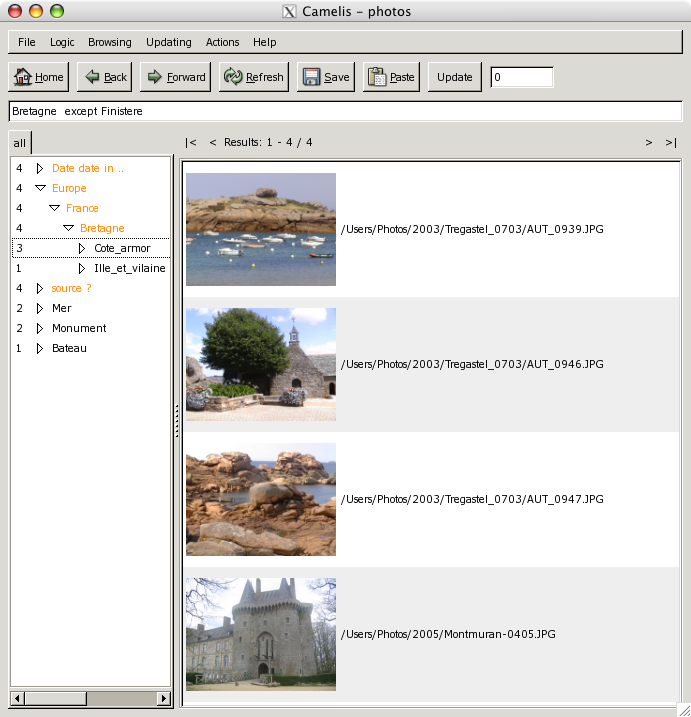 Camelis - photos
File Logic Browsing Updating Actions Help
Home Back Forward Refresh Save Paste Update 0
Bretagne except Finistere
all |< < Results: 1 - 4 / 4 > >|
4 Date date in ..
4 Europe
4 France
4 Bretagne
3 Cote_armor
1 Ille_et_vilaine
4 source ?
2 Mer
2 Monument
1 Bateau
/Users/Photos/2003/Tregastel_0703/AUT_0939.JPG
/Users/Photos/2003/Tregastel_0703/AUT_0946.JPG
/Users/Photos/2003/Tregastel_0703/AUT_0947.JPG
/Users/Photos/2005/Montmuran-0405.JPG